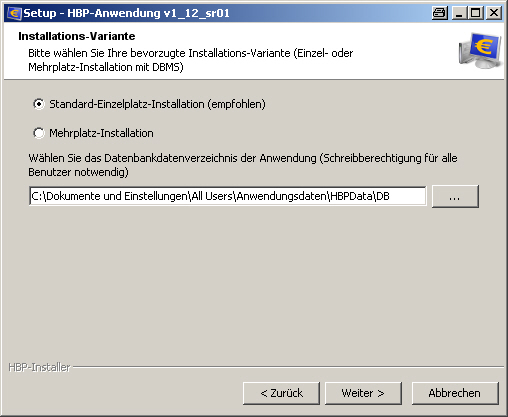 Setup - HBP-Anwendung v1_12_sr01
Installations-Variante
Bitte wählen Sie Ihre bevorzugte Installations-Variante (Einzel- oder
Mehrplatz-Installation mit DBMS)
Standard-Einzelplatz-Installation (empfohlen)
Mehrplatz-Installation
Wählen Sie das Datenbankdatenverzeichnis der Anwendung (Schreibberechtigung für alle
Benutzer notwendig)
C:\Dokumente und Einstellungen\All Users\Anwendungsdaten\HBPData\DB
...
HBP-Installer
< Zurück
Weiter >
Abbrechen